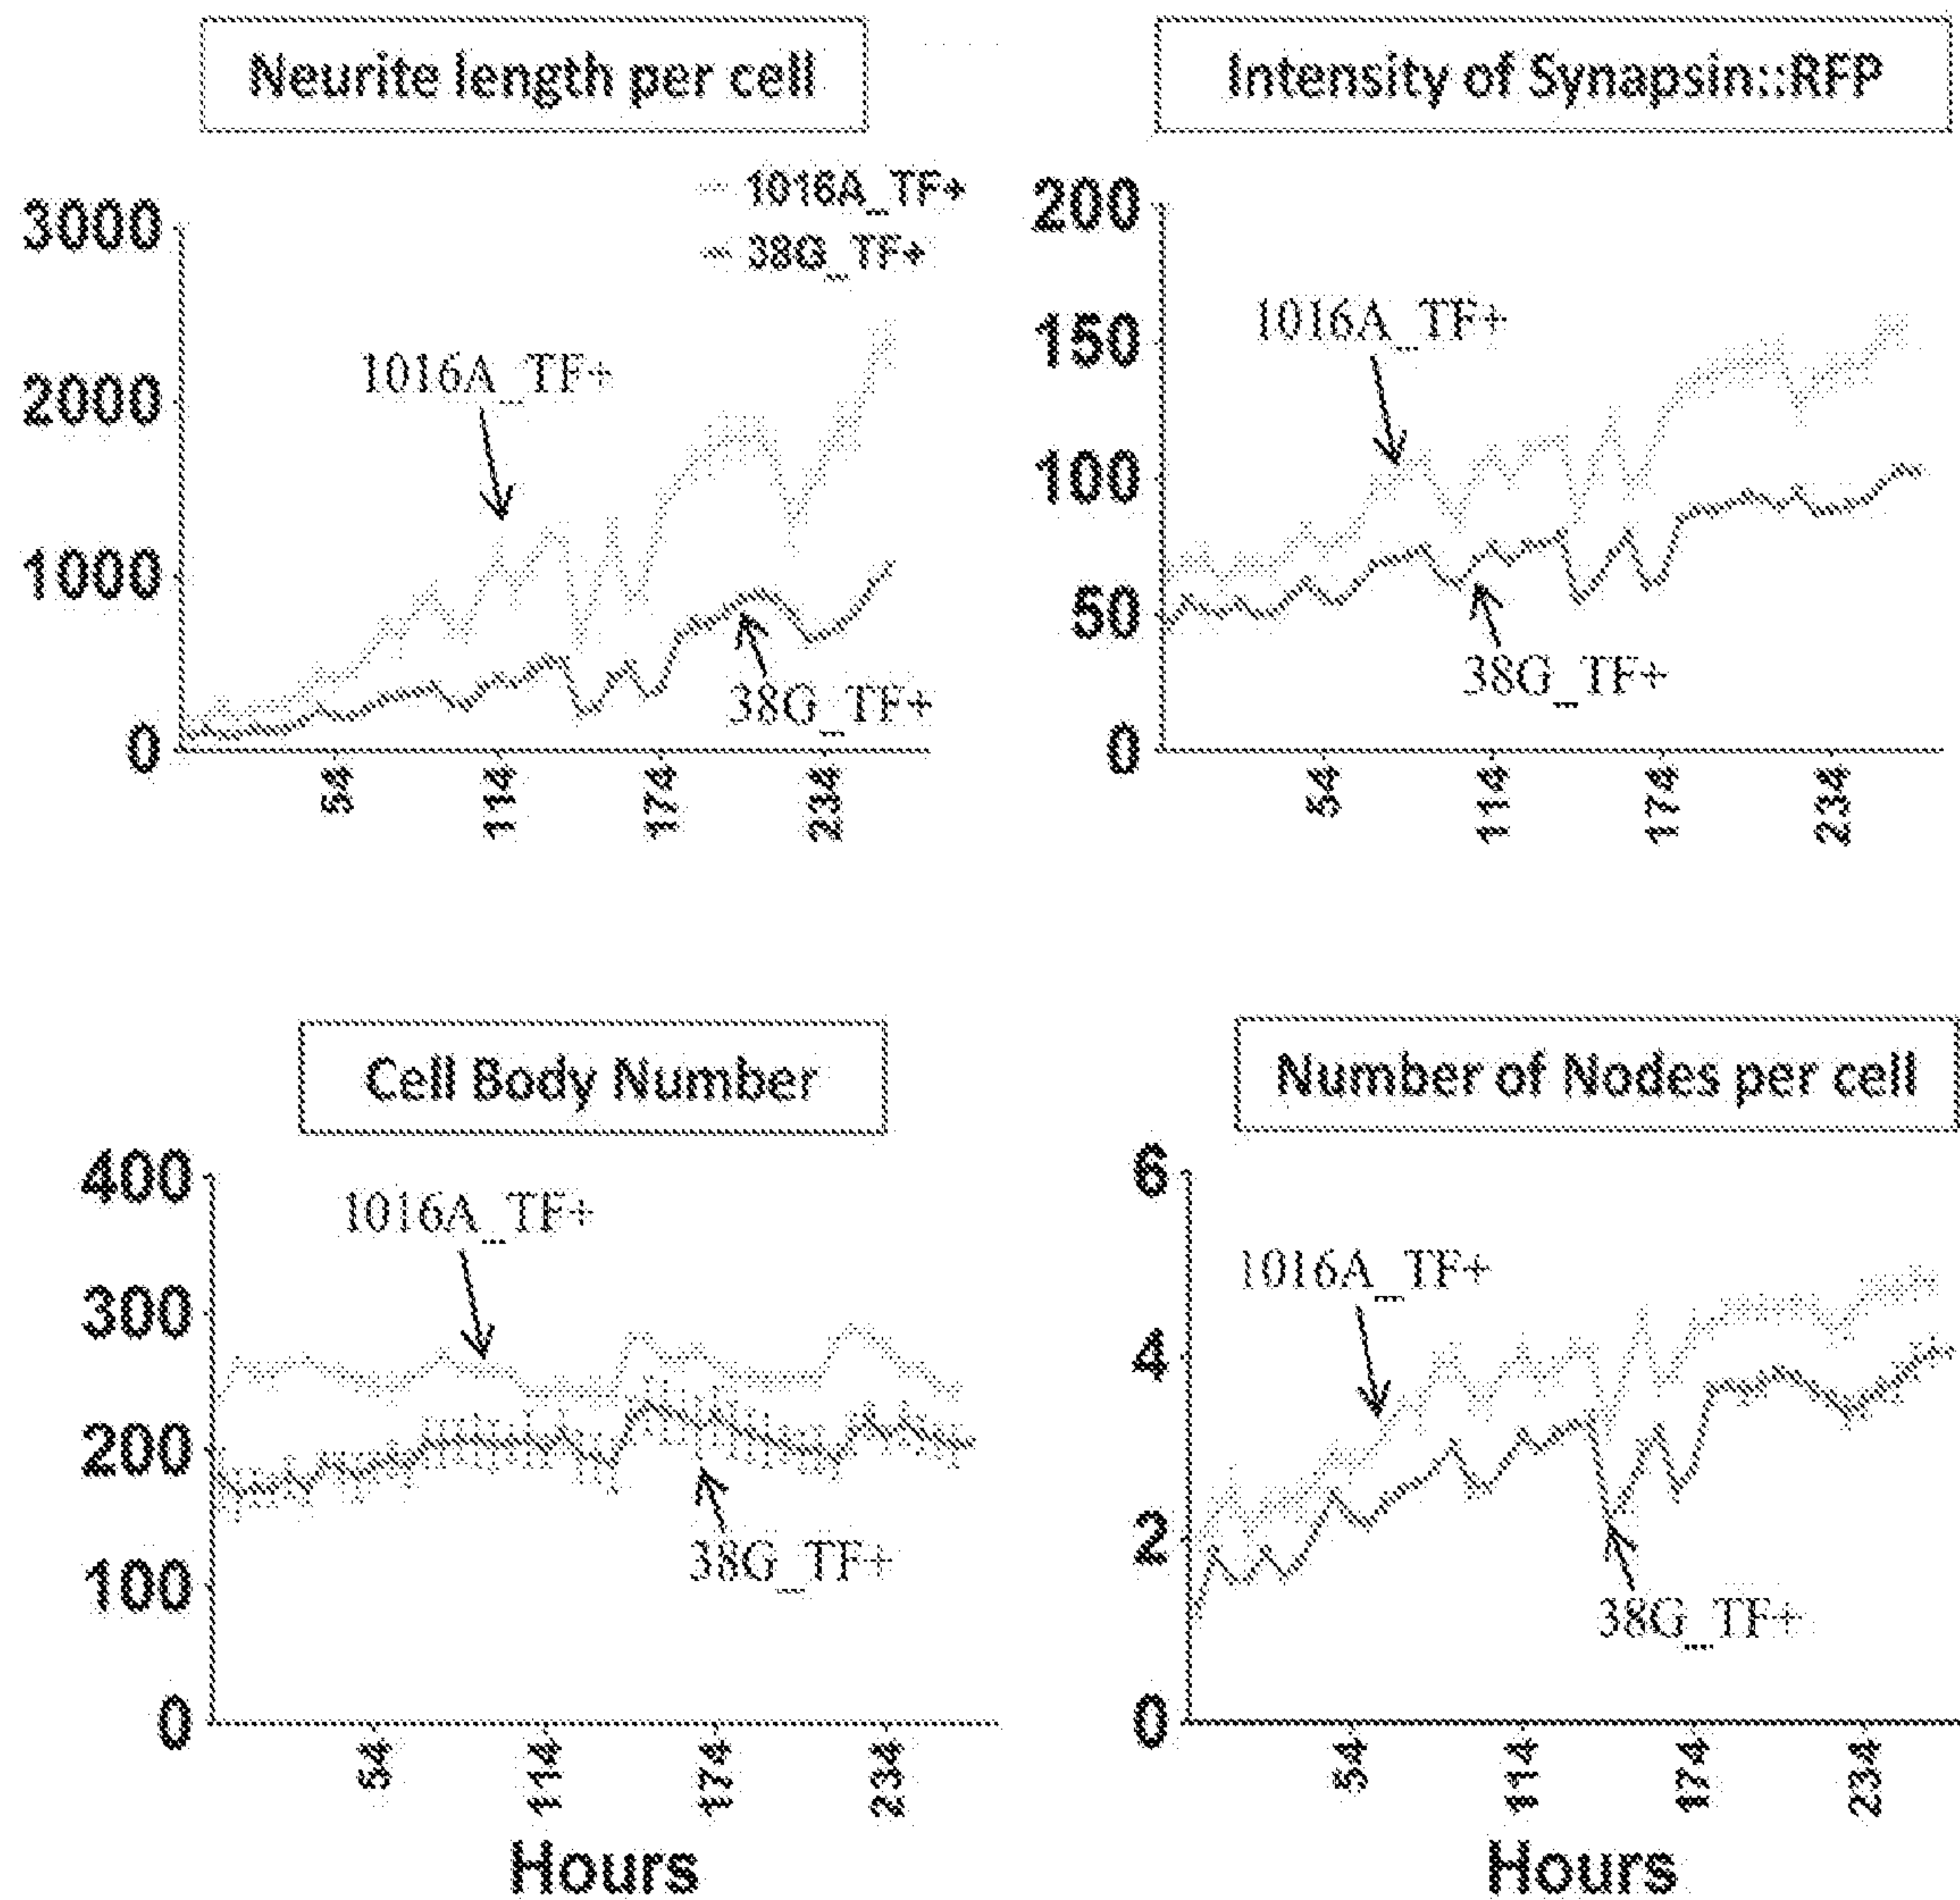 Neurite length per cell
1016A_TF+
38G_TF+
3000
2000
1000
0
1016A_TF+
38G_TF+
54
114
174
234
Intensity of Synapsin::RFP
200
150
100
50
0
1016A_TF+
38G_TF+
54
114
174
234
Cell Body Number
400
300
200
100
0
1016A_TF+
38G_TF+
54
114
174
234
Hours
Number of Nodes per cell
6
4
2
0
1016A_TF+
38G_TF+
54
114
174
234
Hours